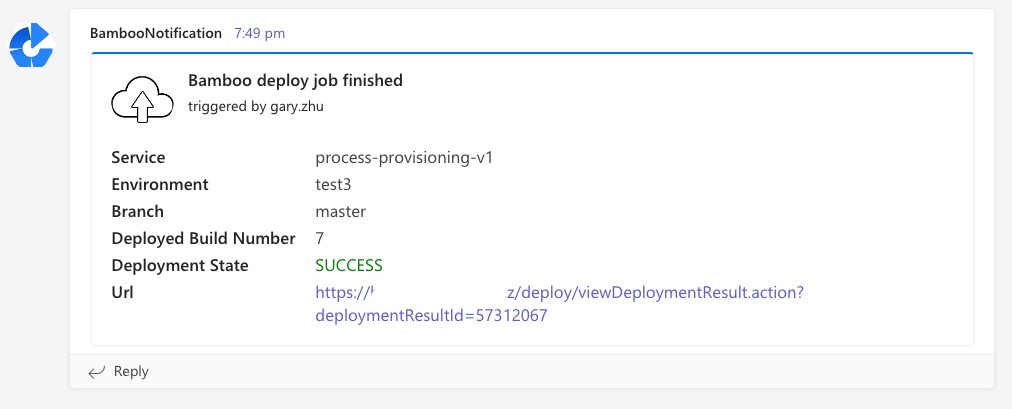 BambooNotification 7:49 pm
Bamboo deploy job finished
triggered by gary.zhu
Service process-provisioning-v1
Environment test3
Branch master
Deployed Build Number 7
Deployment State SUCCESS
Url https:// z/deploy/viewDeploymentResult.action?
deploymentResultId=57312067
Reply